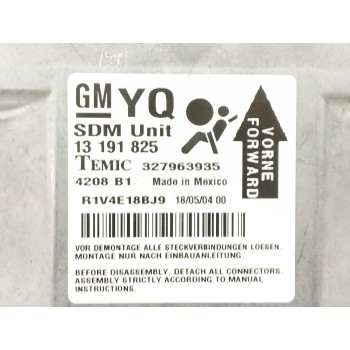 GM YQ
SDM Unit
13 191 825
TEMIC 327963935
4208 B1 Made in Mexico
R1V4E18BJ9 18/05/04 00
VORNE
FORWARD
VOR DEMONTAGE ALLE STECKVERBINDUNGEN LOESEN.
MONTAGE NUR NACH EINBAUANLEITUNG.
BEFORE DISASSEMBLY, DETACH ALL CONNECTORS.
ASSEMBLY STRICTLY ACCORDING TO MANUAL
INSTRUCTIONS.